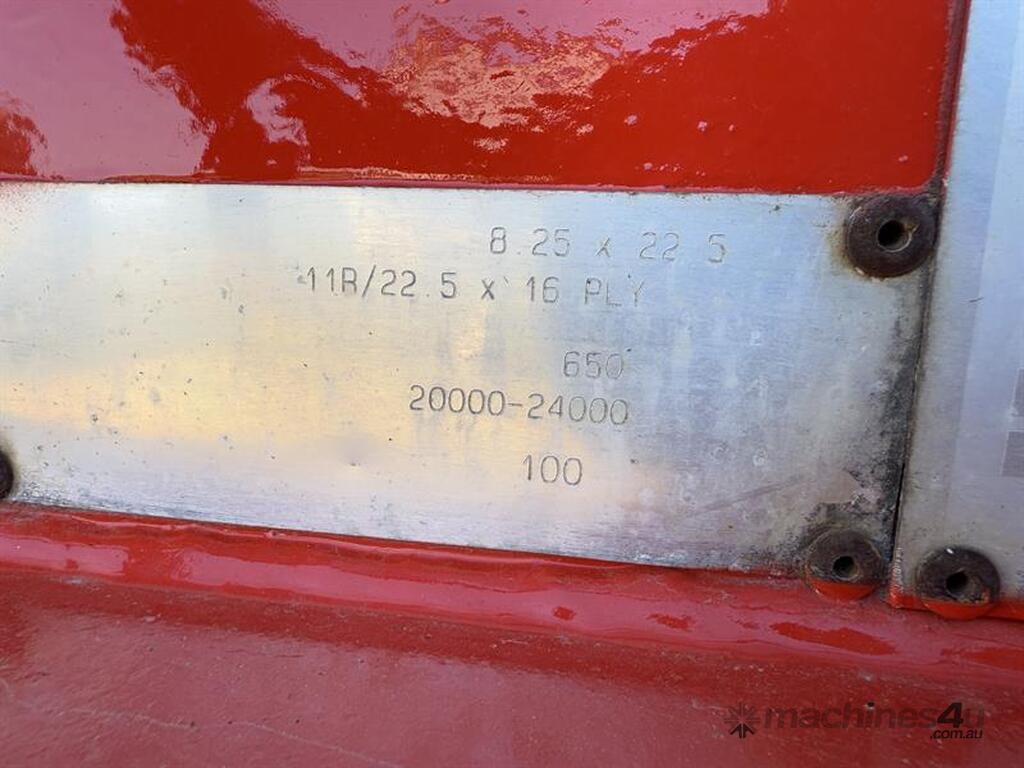 8.25 x 22 5
11R/22.5 x 16 PLY
650
20000-24000
100
machines4u
.com.au